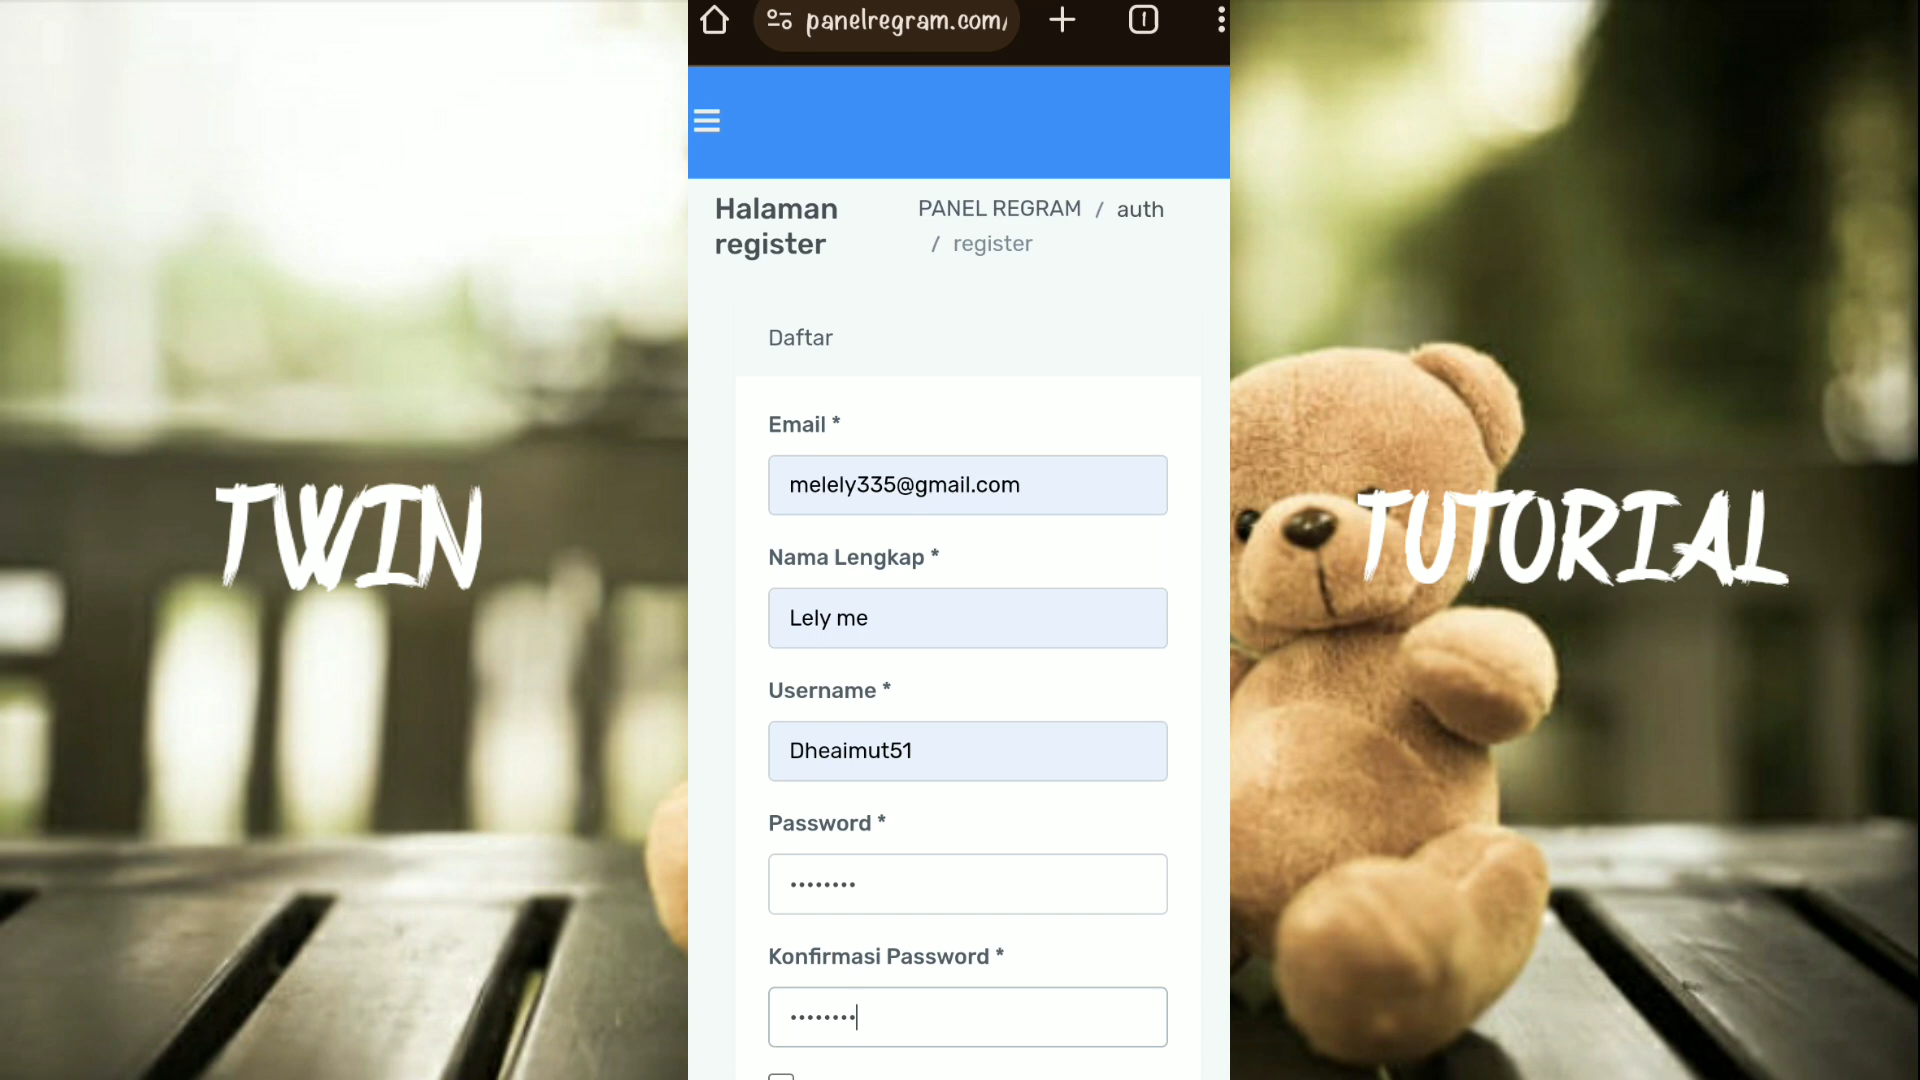 panelregram.com/
Halaman register
PANEL REGRAM / auth / register
Daftar
Email *
melely335@gmail.com
Nama Lengkap *
Lely me
Username *
Dheaimut51
Password *
••••••••
Konfirmasi Password *
••••••••
TWIN
TUTORIAL